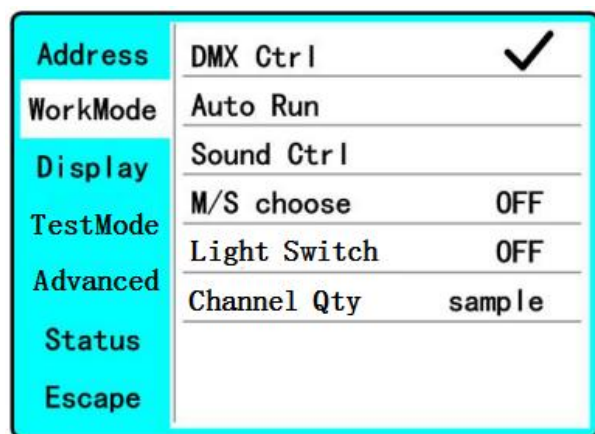 Address
WorkMode
Display
TestMode
Advanced
Status
Escape
DMX Ctrl
Auto Run
Sound Ctrl
M/S choose OFF
Light Switch OFF
Channel Qty sample